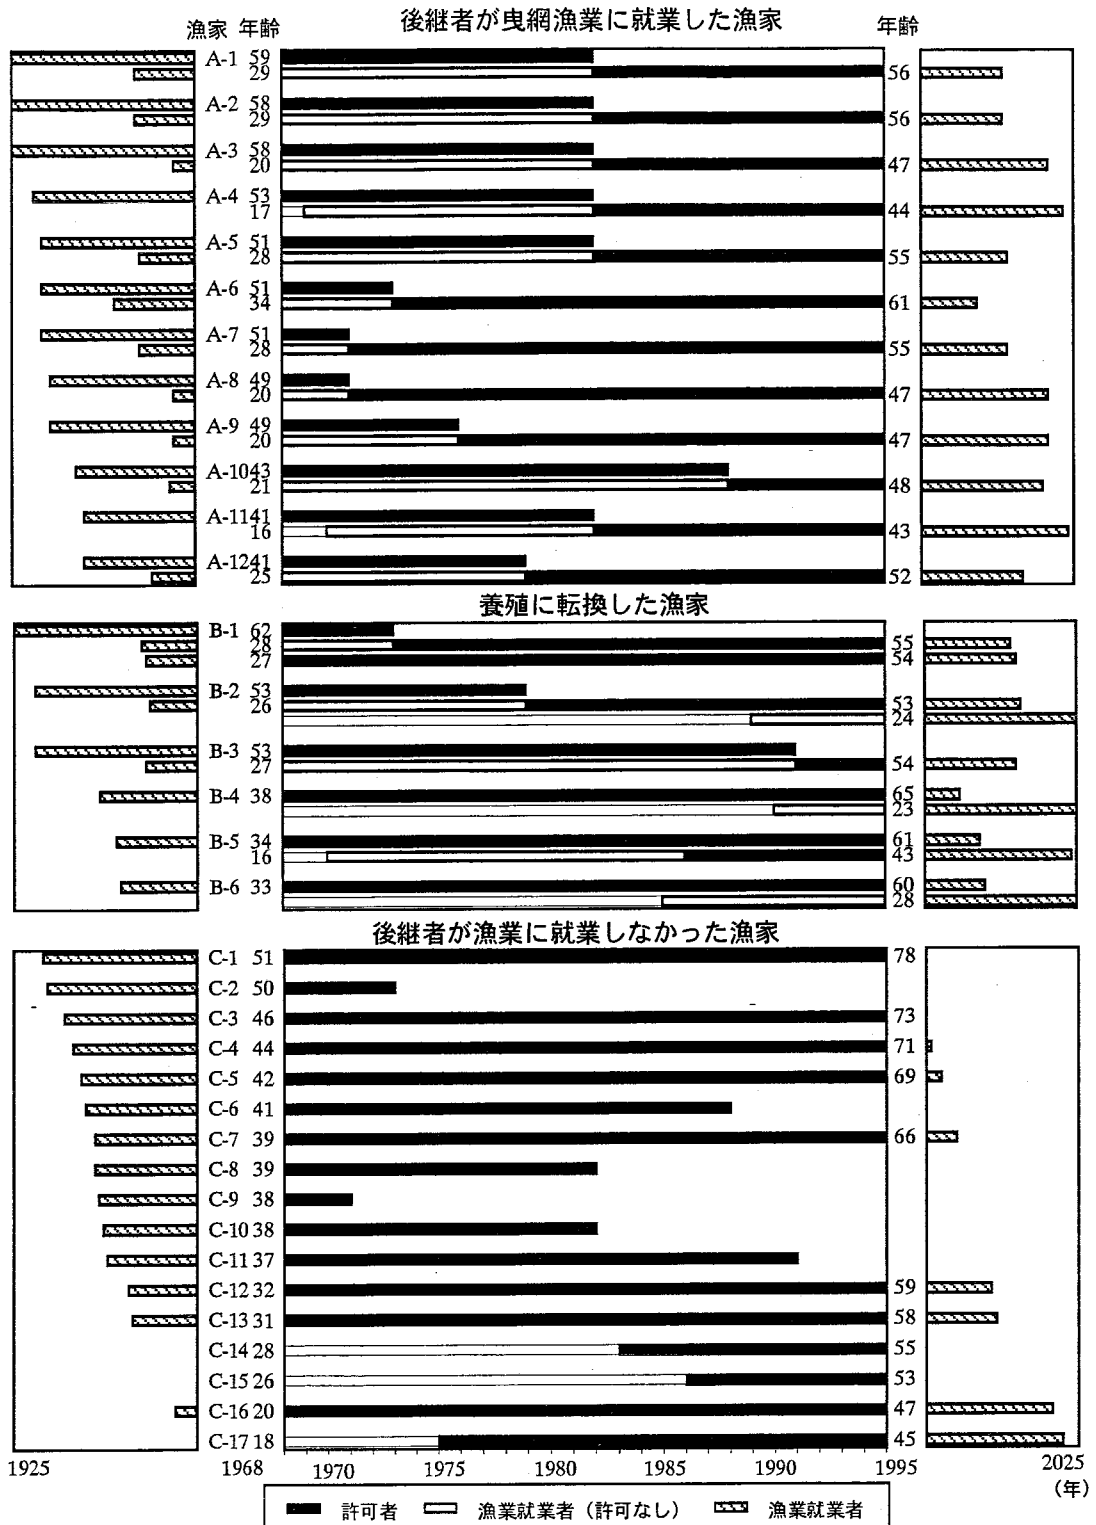 後継者が曳網漁業に就業した漁家
漁家 年齢 年齢
A-1 59
29 56
A-2 58
29 56
A-3 58
20 47
A-4 53
17 44
A-5 51
28 55
A-6 51
34 61
A-7 51
28 55
A-8 49
20 47
A-9 49
20 47
A-10 43
21 48
A-11 41
16 43
A-12 41
25 52
養殖に転換した漁家
B-1 62
28 55
27 54
B-2 53
26 53
24
B-3 53
27 54
B-4 38 65
23
B-5 34 61
16 43
B-6 33 60
28
後継者が漁業に就業しなかった漁家
C-1 51 78
C-2 50
C-3 46 73
C-4 44 71
C-5 42 69
C-6 41
C-7 39 66
C-8 39
C-9 38
C-10 38
C-11 37
C-12 32 59
C-13 31 58
C-14 28 55
C-15 26 53
C-16 20 47
C-17 18 45
1925 1968 1970 1975 1980 1985 1990 1995 2025
(年)
許可者 漁業就業者（許可なし） 漁業就業者